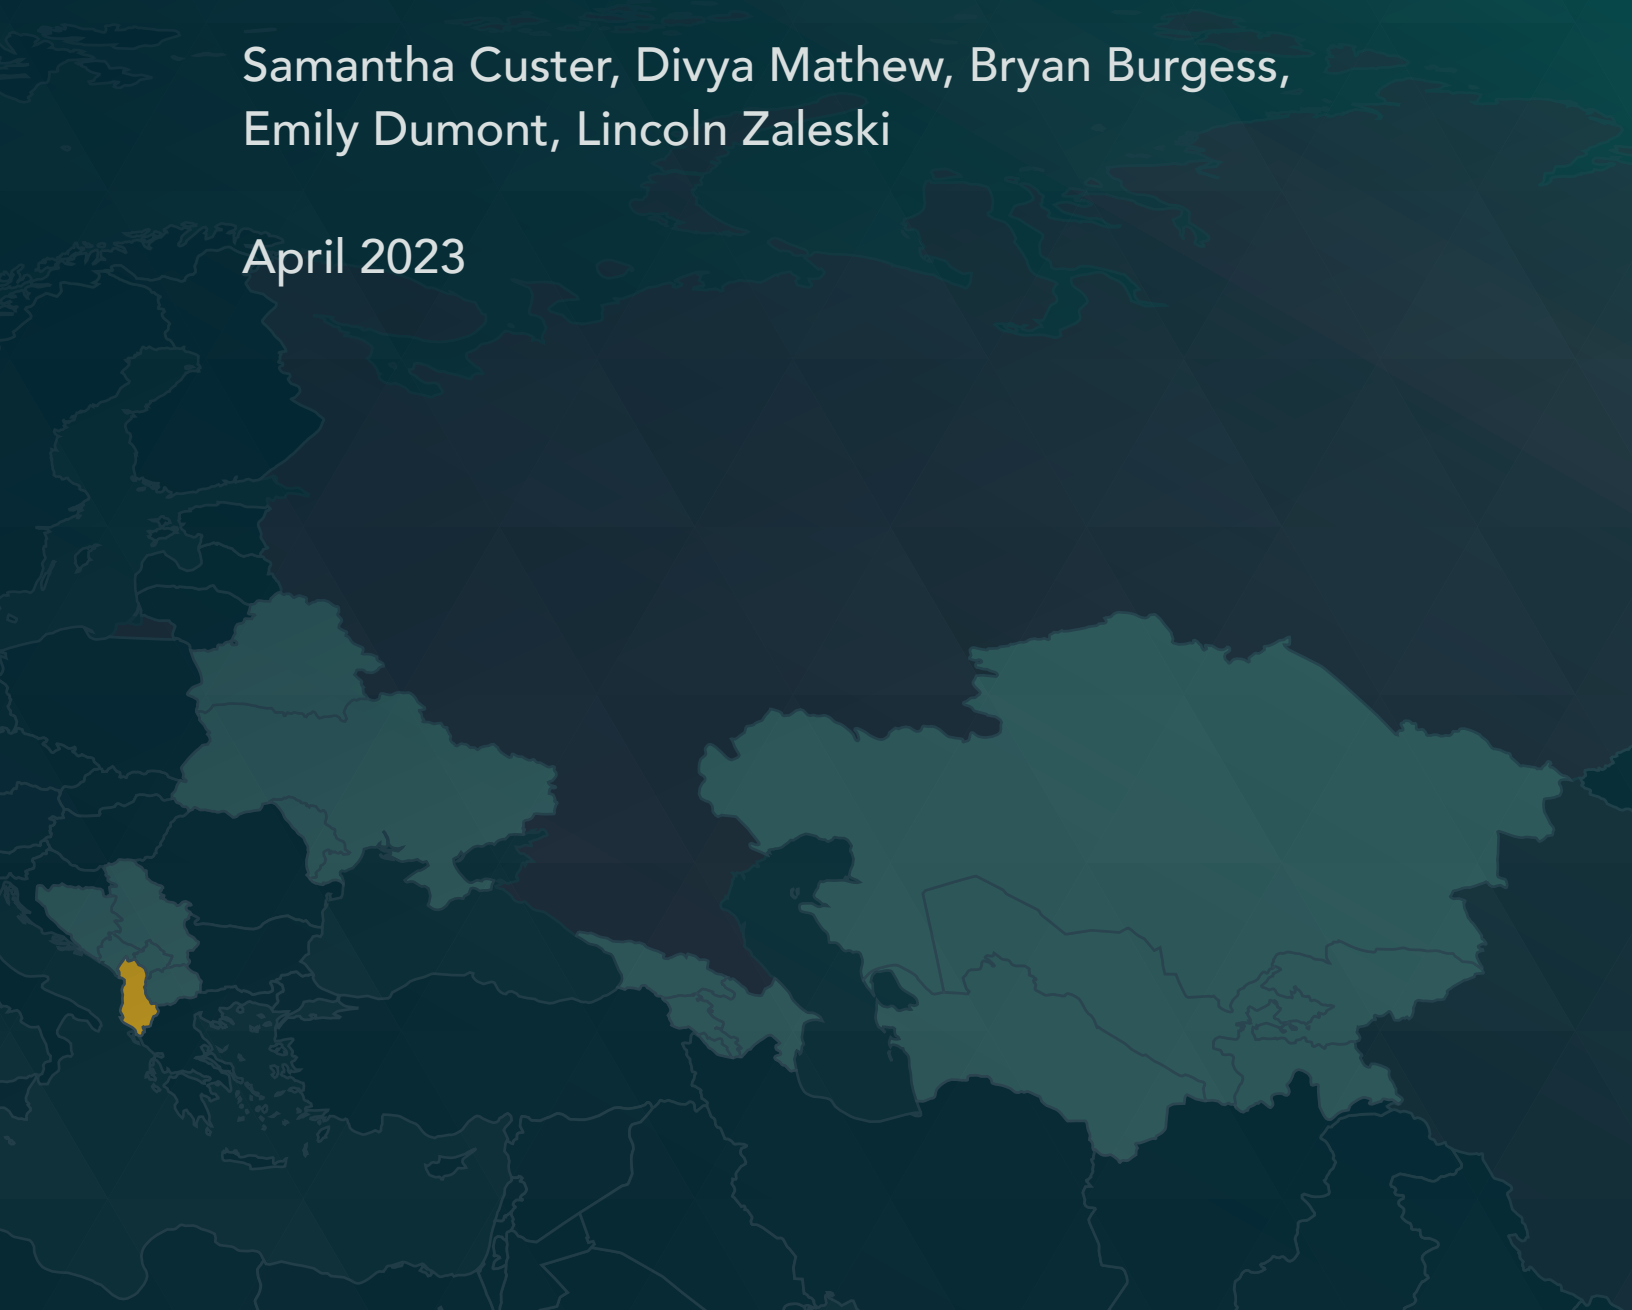 Samantha Custer, Divya Mathew, Bryan Burgess,
Emily Dumont, Lincoln Zaleski
April 2023